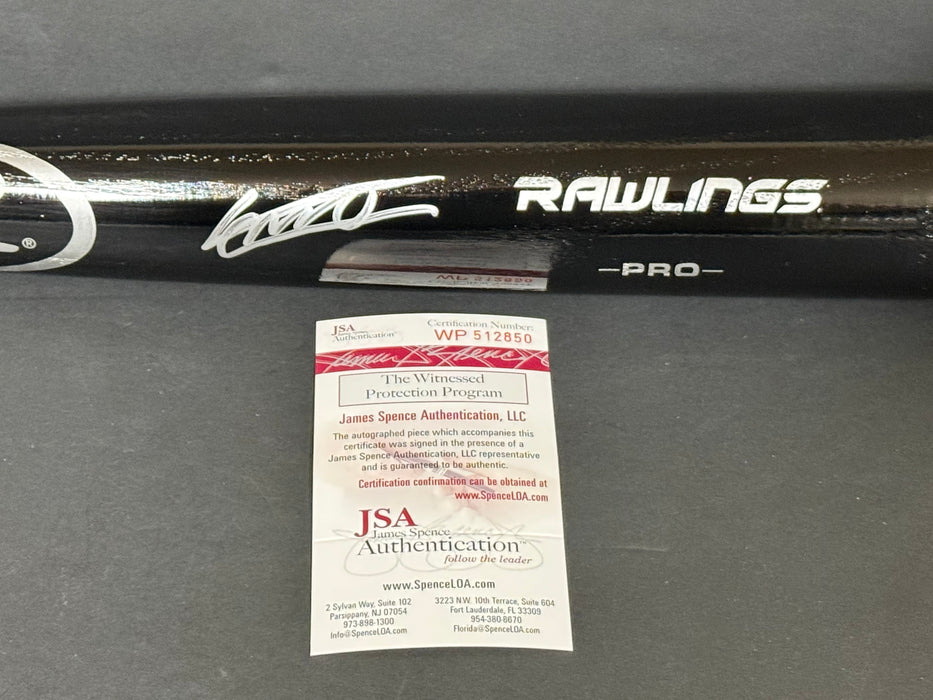 ®
RAWLINGS
-PRO-
JSA
Authentication™
Certification Number:
WP 512850
The Witnessed
Protection Program
James Spence Authentication, LLC
The autographed piece which accompanies this
certificate was signed in the presence of a
James Spence Authentication, LLC representative
and is guaranteed to be authentic.
Certification confirmation can be obtained at
www.SpenceLOA.com
JSA
James Spence
Authentication™
follow the leader
www.SpenceLOA.com
2 Sylvan Way, Suite 102
Parsippany, NJ 07054
973-898-1300
Info@SpenceLOA.com
3223 N.W. 10th Terrace, Suite 604
Fort Lauderdale, FL 33309
954-380-8670
Florida@SpenceLOA.com